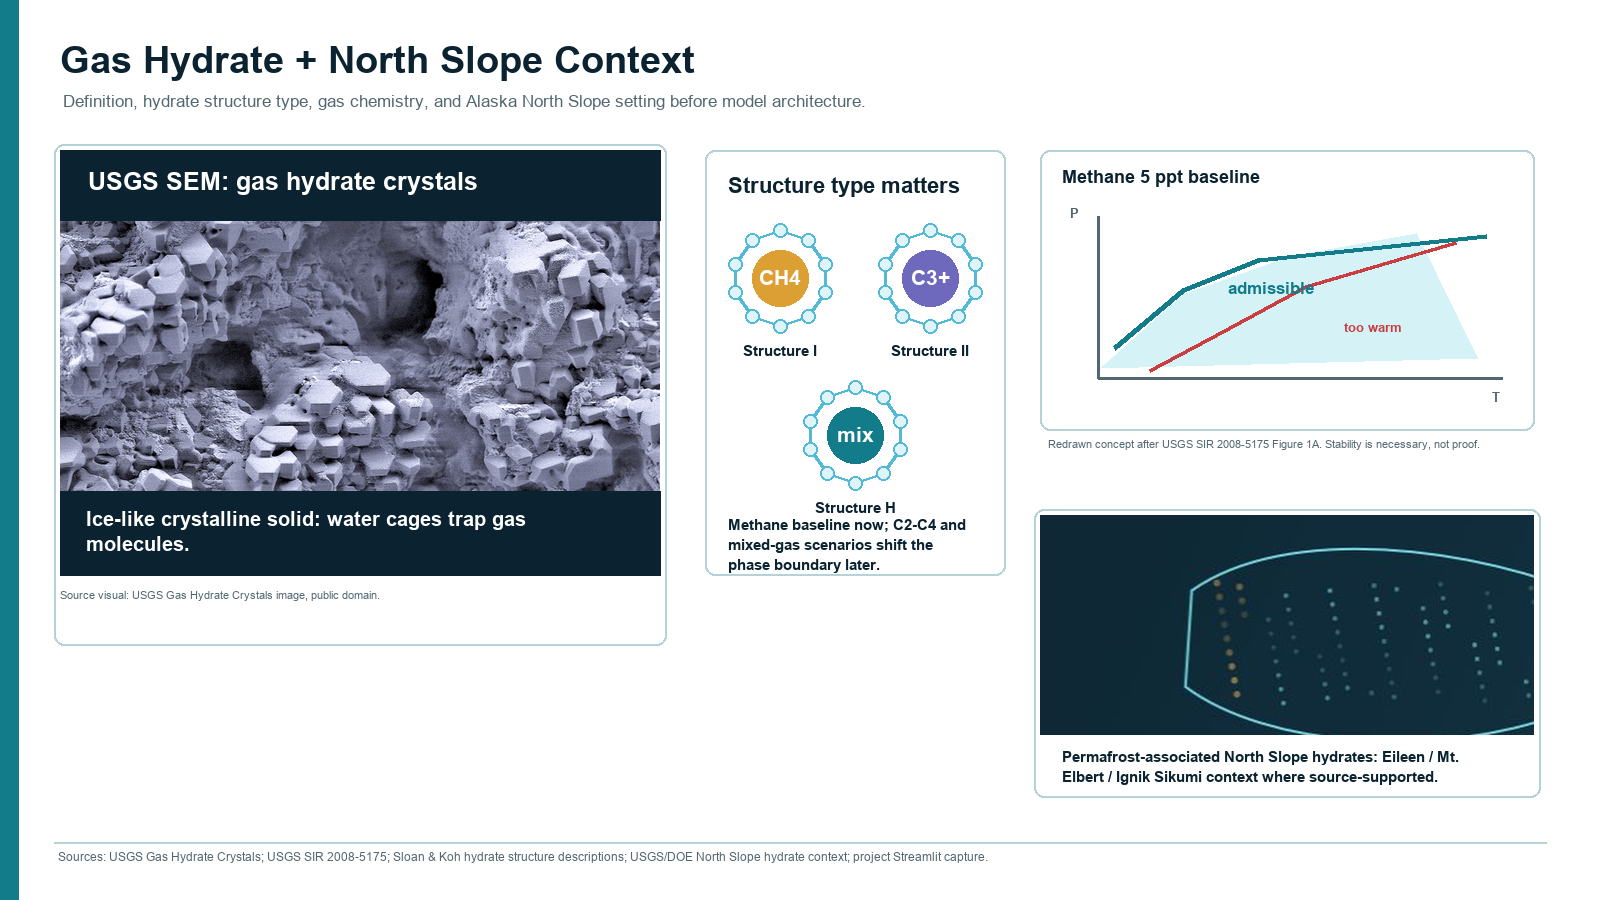 Gas Hydrate + North Slope Context
Definition, hydrate structure type, gas chemistry, and Alaska North Slope setting before model architecture.
USGS SEM: gas hydrate crystals
Ice-like crystalline solid: water cages trap gas
molecules.
Source visual: USGS Gas Hydrate Crystals image, public domain.
Structure type matters
CH4
C3+
Structure I
Structure II
mix
Structure H
Methane baseline now; C2-C4 and
mixed-gas scenarios shift the
phase boundary later.
Methane 5 ppt baseline
P
admissible
too warm
T
Redrawn concept after USGS SIR 2008-5175 Figure 1A. Stability is necessary, not proof.
Permafrost-associated North Slope hydrates: Eileen / Mt.
Elbert / Ignik Sikumi context where source-supported.
Sources: USGS Gas Hydrate Crystals; USGS SIR 2008-5175; Sloan & Koh hydrate structure descriptions; USGS/DOE North Slope hydrate context; project Streamlit capture.